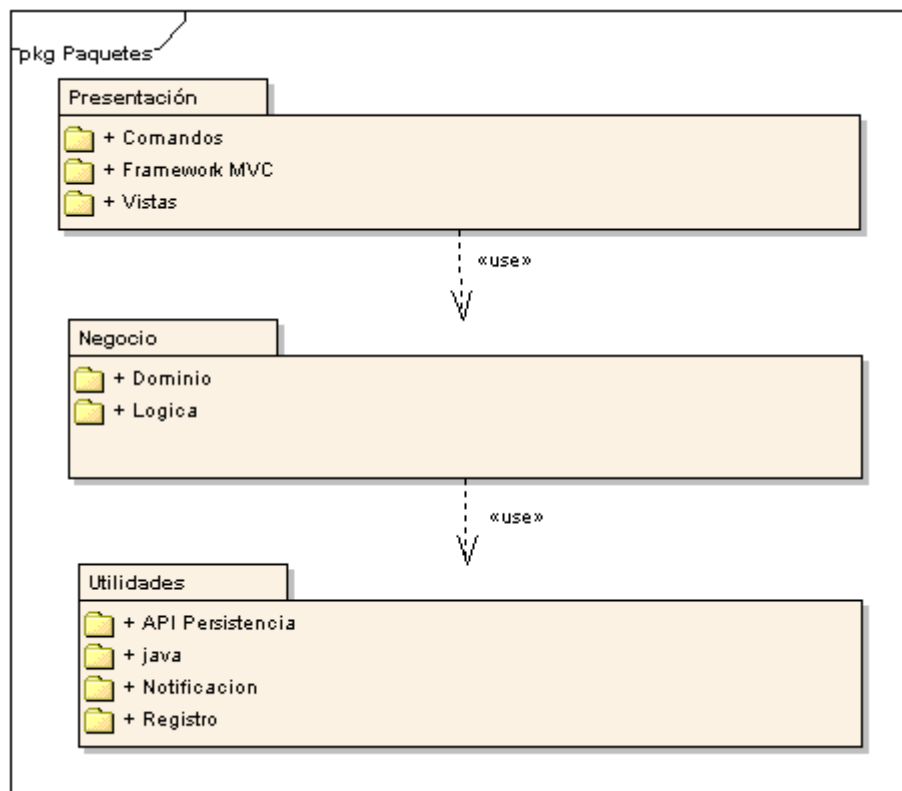 pkg Paquetes
Presentación
+ Comandos
+ Framework MVC
+ Vistas
«use»
Negocio
+ Dominio
+ Logica
«use»
Utilidades
+ API Persistencia
+ java
+ Notificacion
+ Registro